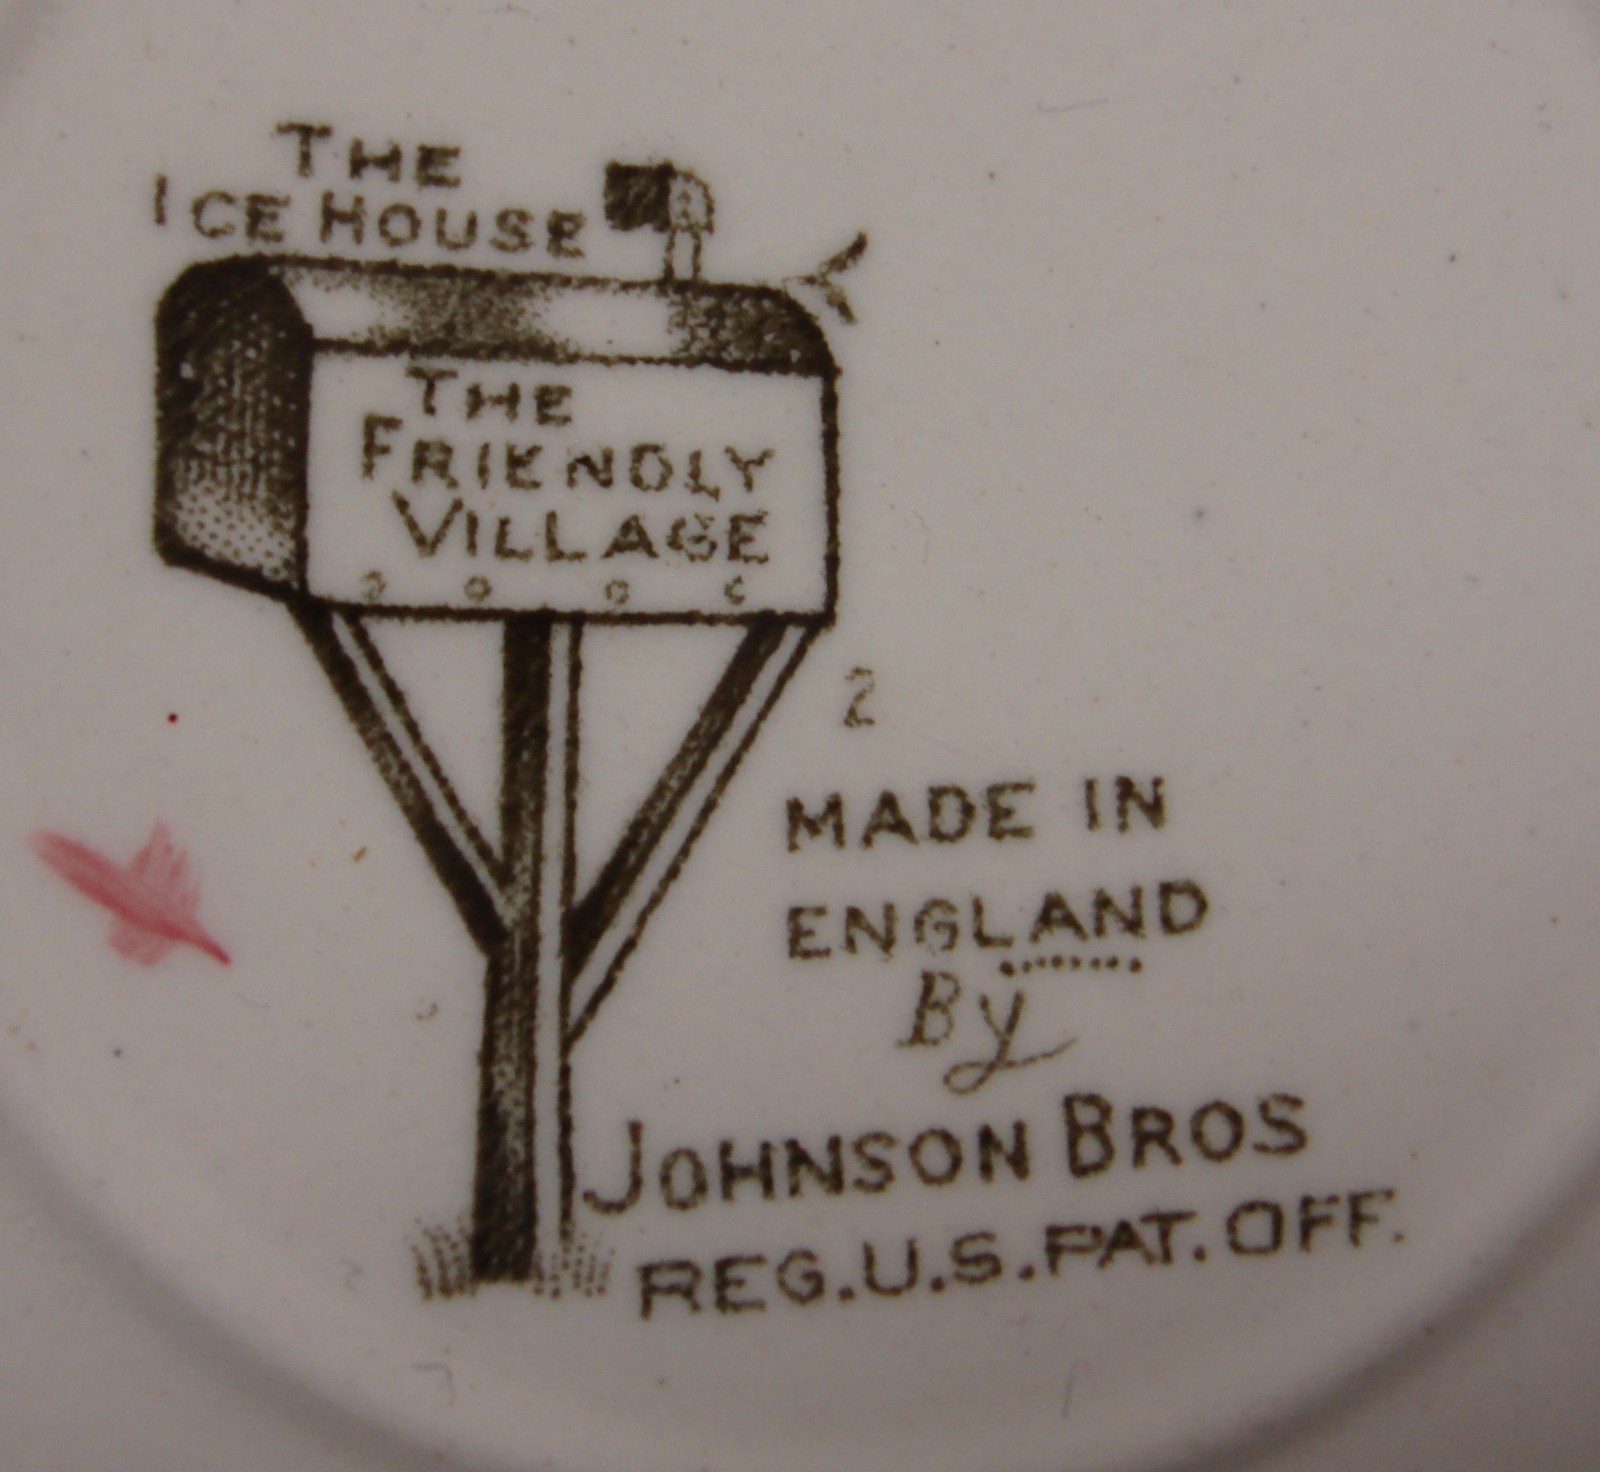 THE
ICE HOUSE
THE
FRIENDLY
VILLAGE
2
MADE IN
ENGLAND
By
JOHNSON BROS
REG.U.S.PAT.OFF.